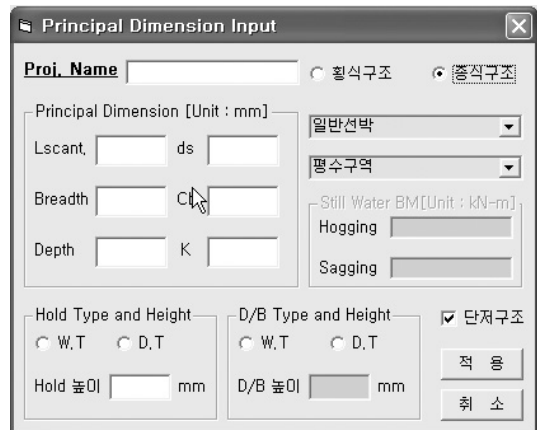 Principal Dimension Input
Proj. Name
횡식구조
종식구조
Principal Dimension [Unit : mm]
Lscant.
ds
Breadth
Depth
K
일반선박
평수구역
Still Water BM[Unit : kN-m]
Hogging
Sagging
Hold Type and Height
W.T
D.T
Hold 높이
mm
D/B Type and Height
W.T
D.T
D/B 높이
mm
단저구조
적 용
취 소